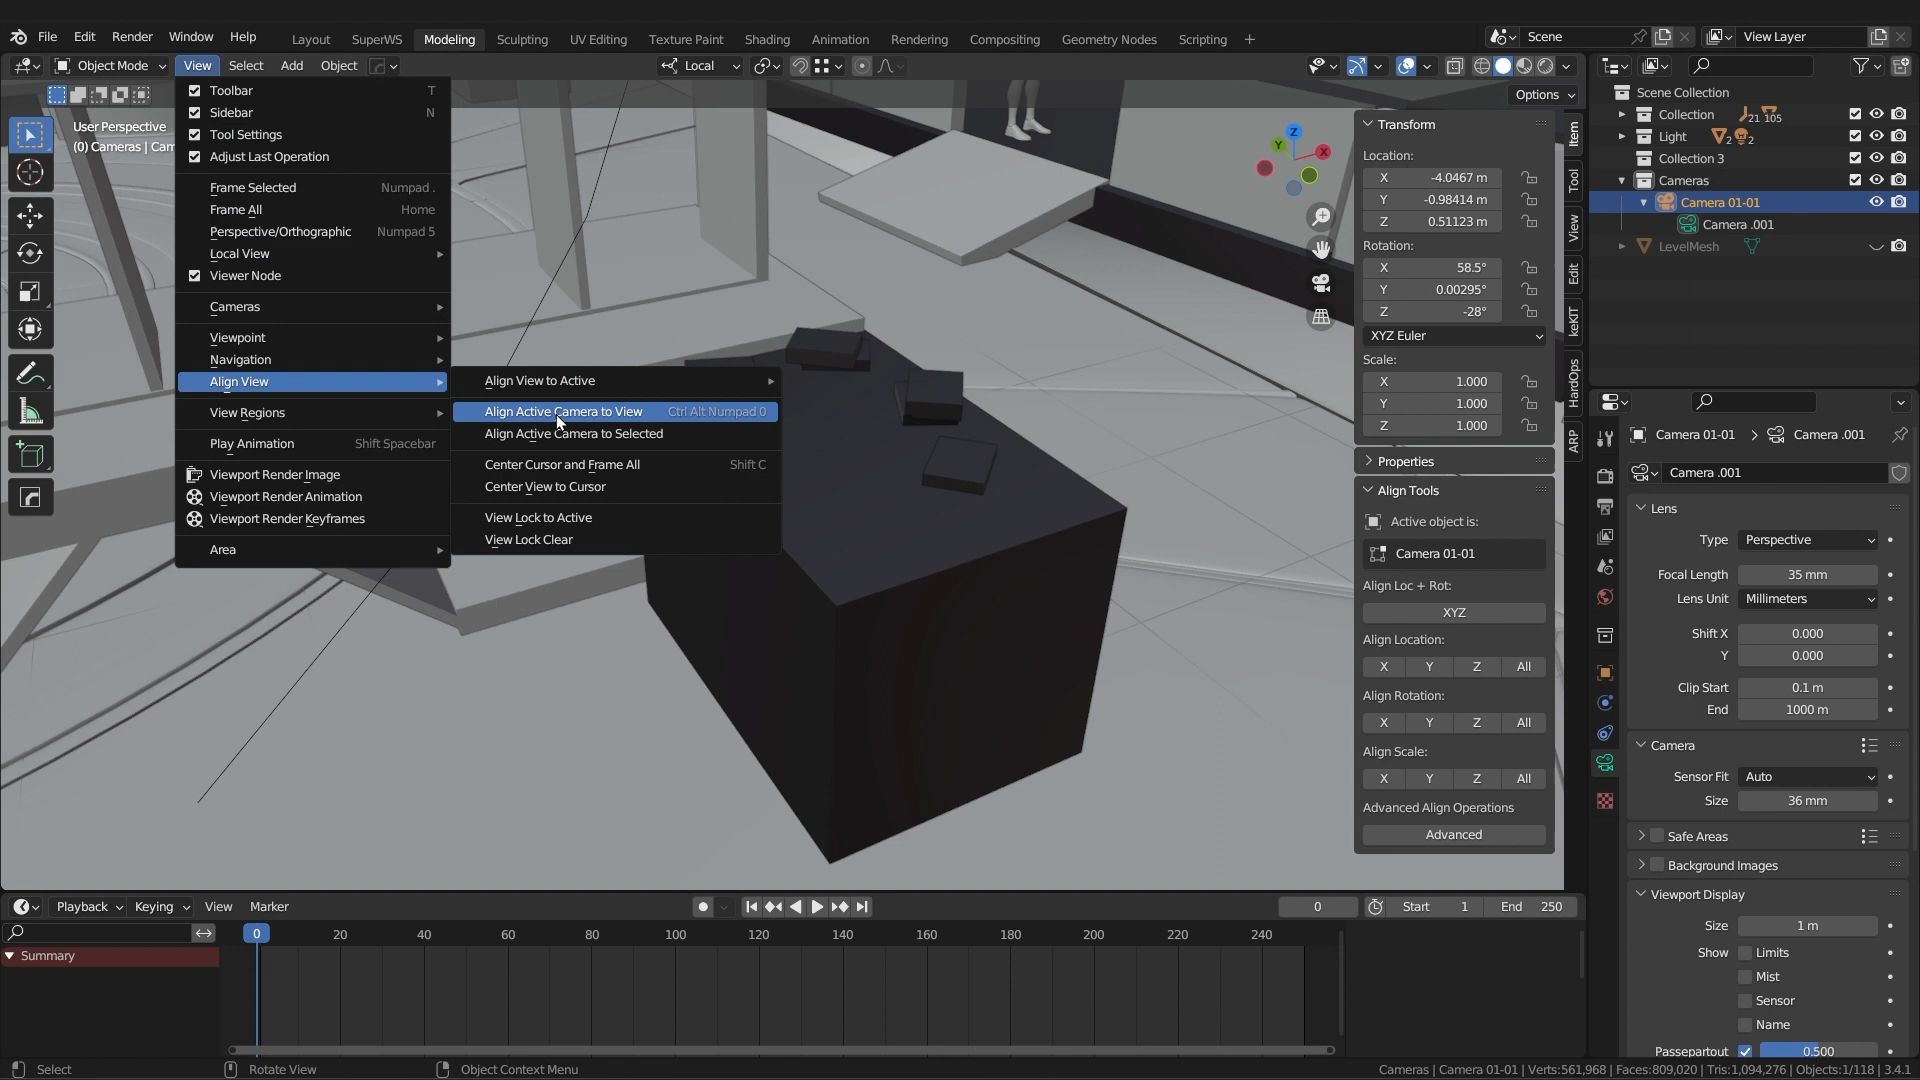 File Edit Render Window Help
Layout SuperWS Modeling Sculpting UV Editing Texture Paint Shading Animation Rendering Compositing Geometry Nodes Scripting +
Scene
View Layer
Object Mode View Select Add Object
Local
Options
User Perspective
(0) Cameras | Cam
Toolbar T
Sidebar N
Tool Settings
Adjust Last Operation
Frame Selected Numpad .
Frame All Home
Perspective/Orthographic Numpad 5
Local View
Viewer Node
Cameras
Viewpoint
Navigation
Align View
View Regions
Play Animation Shift Spacebar
Viewport Render Image
Viewport Render Animation
Viewport Render Keyframes
Area
Align View to Active
Align Active Camera to View Ctrl Alt Numpad 0
Align Active Camera to Selected
Center Cursor and Frame All Shift C
Center View to Cursor
View Lock to Active
View Lock Clear
Z
Y
X
Transform
Location:
X -4.0467 m
Y -0.98414 m
Z 0.51123 m
Rotation:
X 58.5°
Y 0.00295°
Z -28°
XYZ Euler
Scale:
X 1.000
Y 1.000
Z 1.000
Properties
Align Tools
Active object is:
Camera 01-01
Align Loc + Rot:
XYZ
Align Location:
X Y Z All
Align Rotation:
X Y Z All
Align Scale:
X Y Z All
Advanced Align Operations
Advanced
Item
Tool
View
Edit
keKIT
HardOps
ARP
Scene Collection
Collection 21 105
Light 2 2
Collection 3
Cameras
Camera 01-01
Camera .001
LevelMesh
Camera 01-01 > Camera .001
Camera .001
Lens
Type Perspective
Focal Length 35 mm
Lens Unit Millimeters
Shift X 0.000
Y 0.000
Clip Start 0.1 m
End 1000 m
Camera
Sensor Fit Auto
Size 36 mm
Safe Areas
Background Images
Viewport Display
Size 1 m
Show Limits
Mist
Sensor
Name
Passepartout 0.500
Playback Keying View Marker
0 Start 1 End 250
0 20 40 60 80 100 120 140 160 180 200 220 240
Summary
Select Rotate View Object Context Menu
Cameras | Camera 01-01 | Verts:561,968 | Faces:809,020 | Tris:1,094,276 | Objects:1/118 | 3.4.1